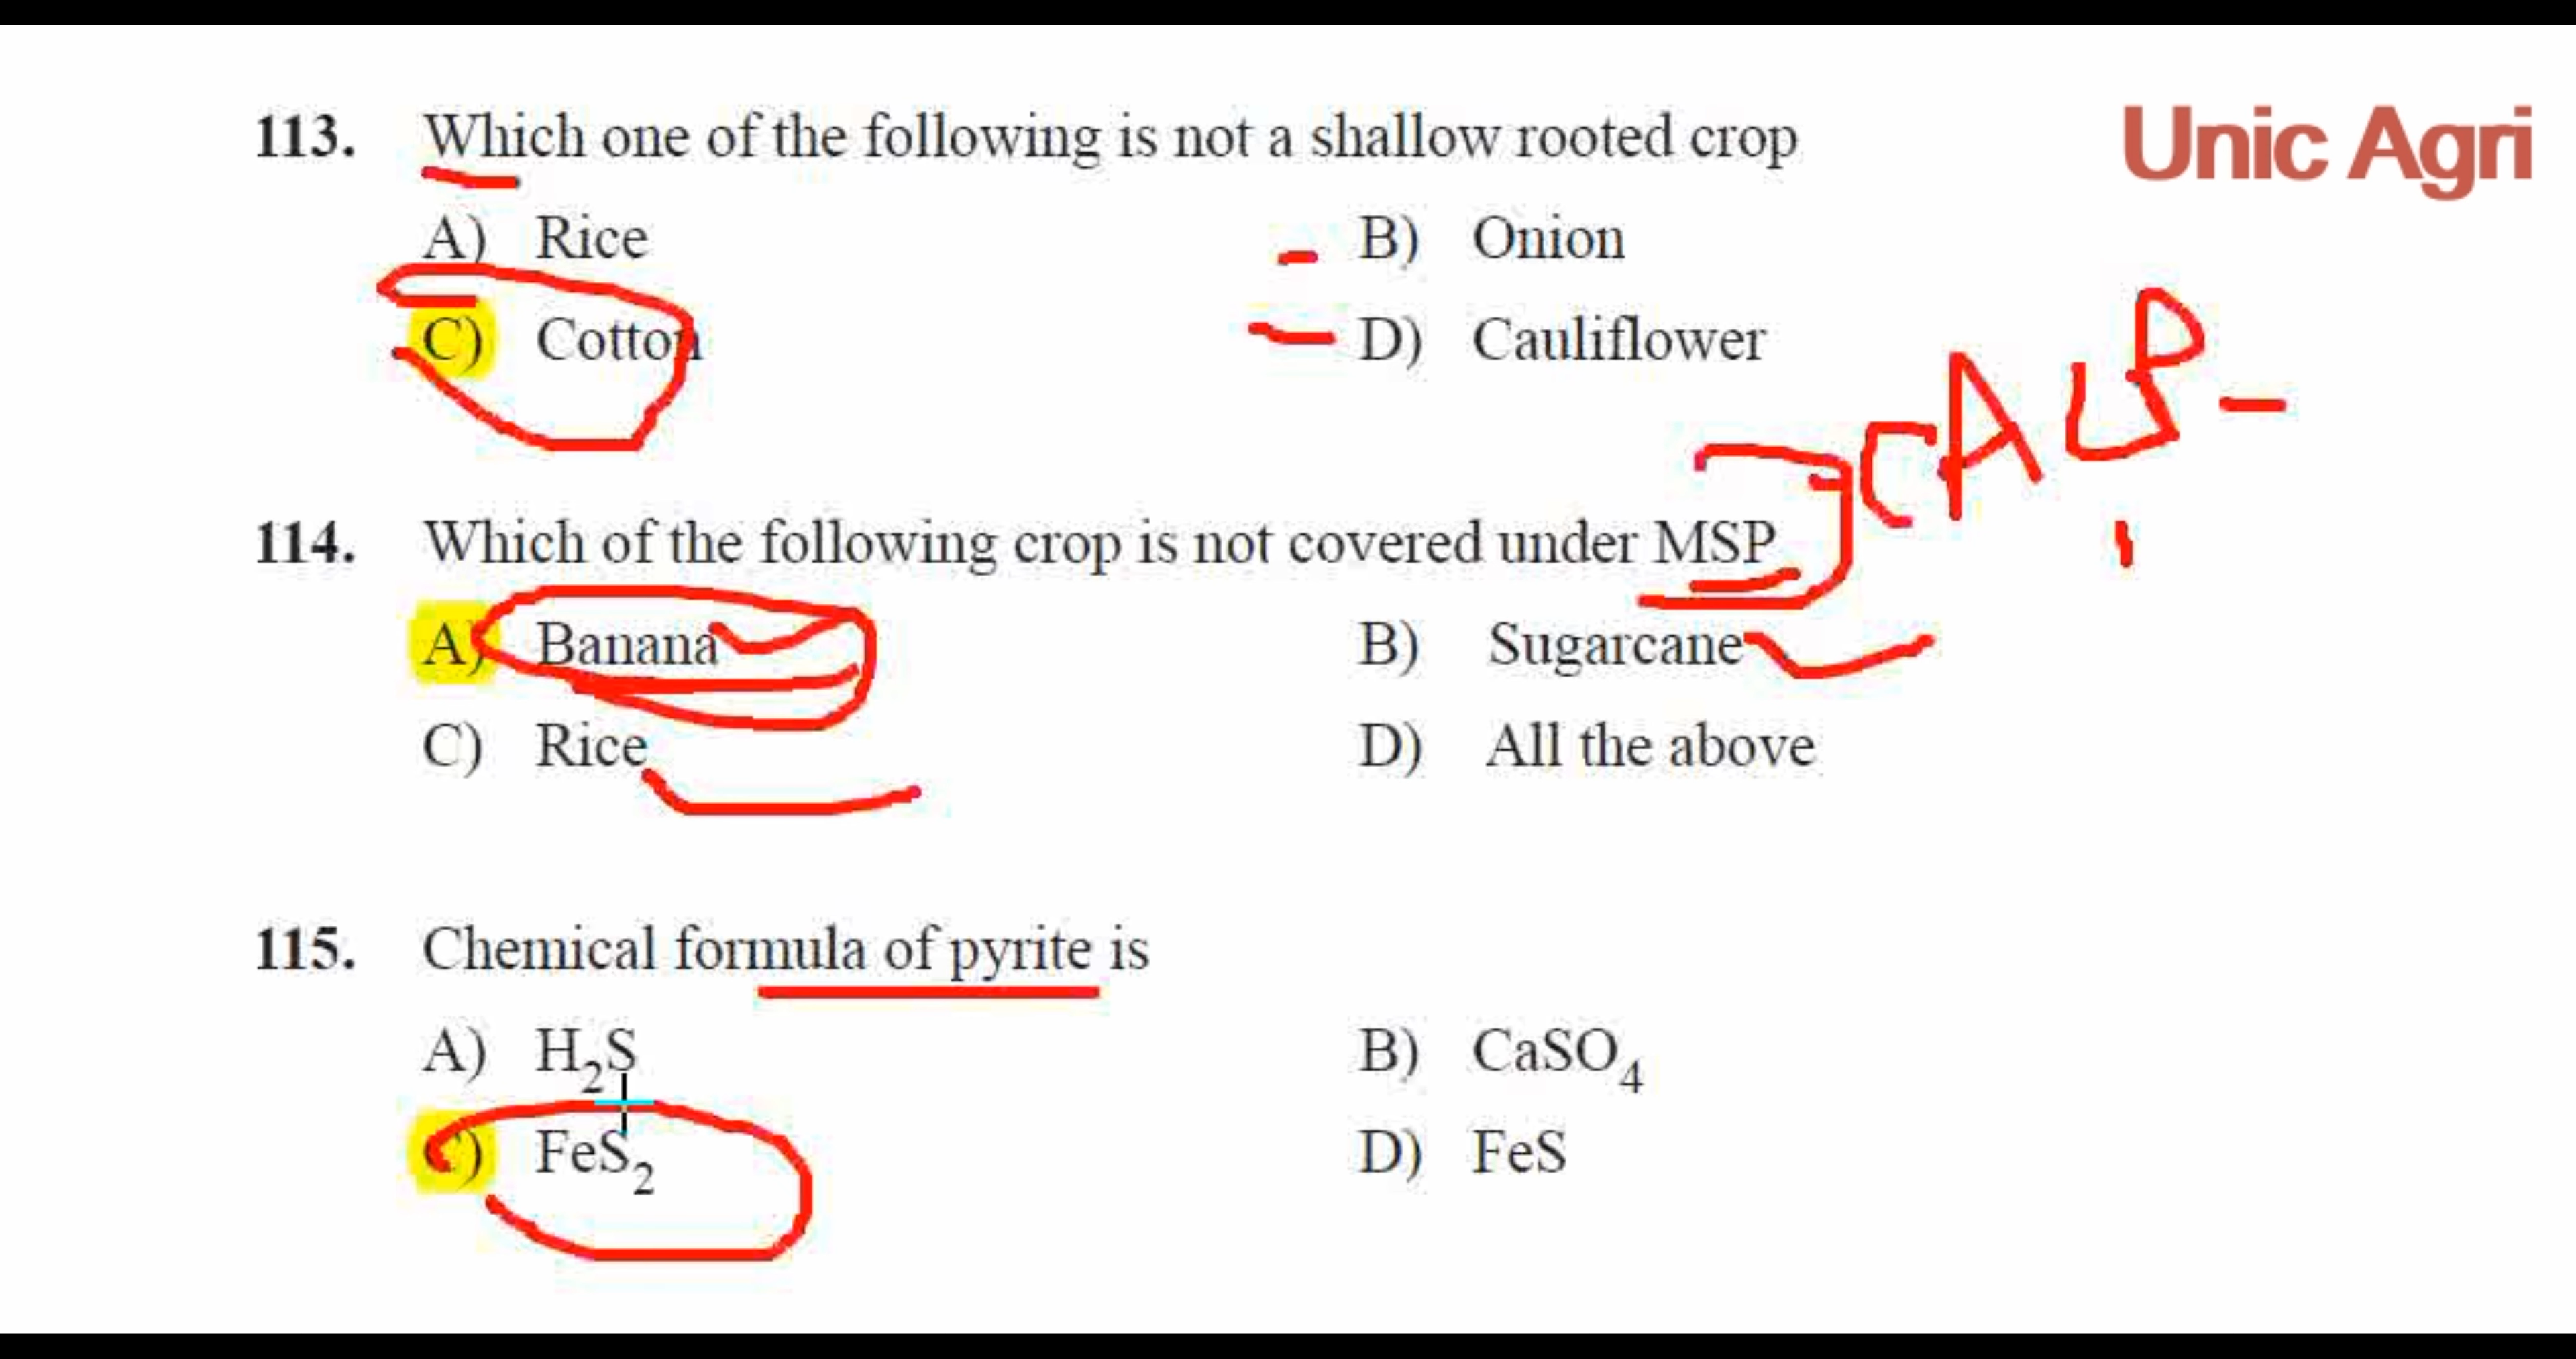 Unic Agri
113. Which one of the following is not a shallow rooted crop
A) Rice B) Onion
C) Cotton D) Cauliflower
114. Which of the following crop is not covered under MSP
A) Banana B) Sugarcane
C) Rice D) All the above
115. Chemical formula of pyrite is
A) H₂S B) CaSO₄
C) FeS₂ D) FeS